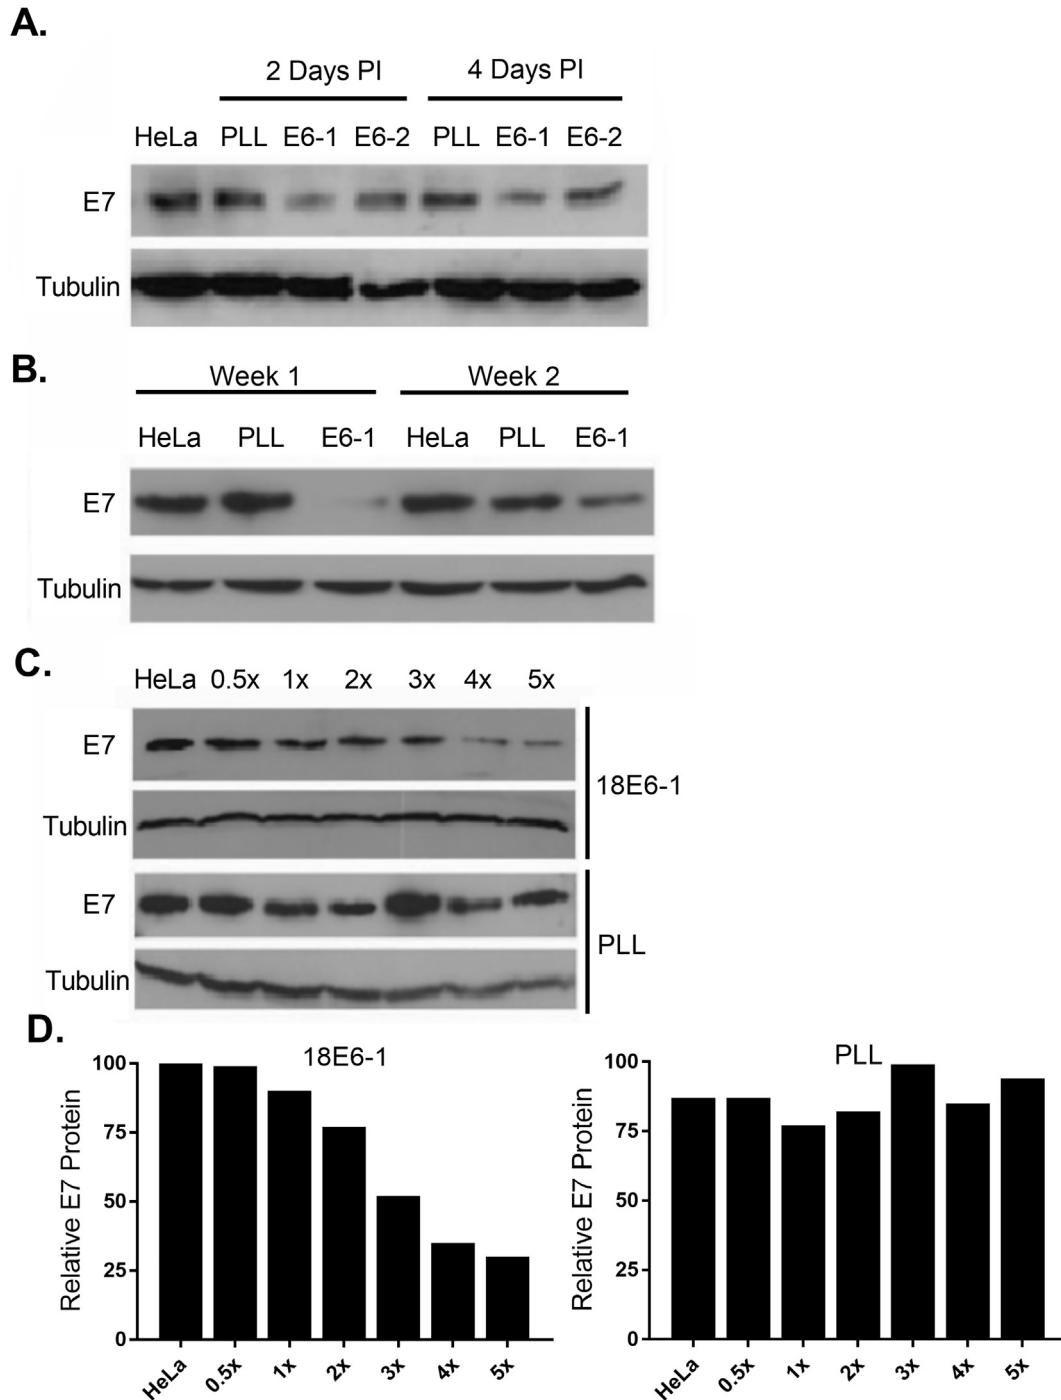 A.
2 Days PI 4 Days PI
HeLa PLL E6-1 E6-2 PLL E6-1 E6-2
E7
Tubulin
B.
Week 1 Week 2
HeLa PLL E6-1 HeLa PLL E6-1
E7
Tubulin
C.
HeLa 0.5x 1x 2x 3x 4x 5x
E7
18E6-1
Tubulin
E7
PLL
Tubulin
D.
18E6-1
Relative E7 Protein
100
75
50
25
0
HeLa 0.5x 1x 2x 3x 4x 5x
PLL
Relative E7 Protein
100
75
50
25
0
HeLa 0.5x 1x 2x 3x 4x 5x